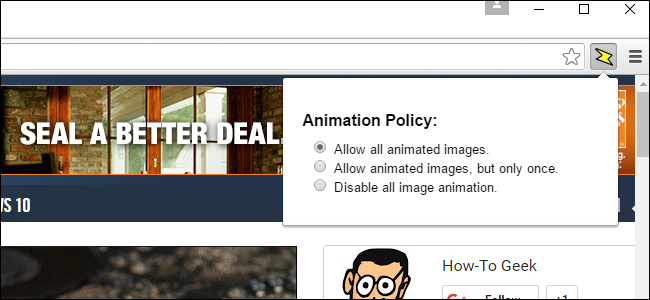 SEAL A BETTER DEAL.
Animation Policy:
Allow all animated images.
Allow animated images, but only once.
Disable all image animation.
WS 10
How-To Geek
Follow
+1